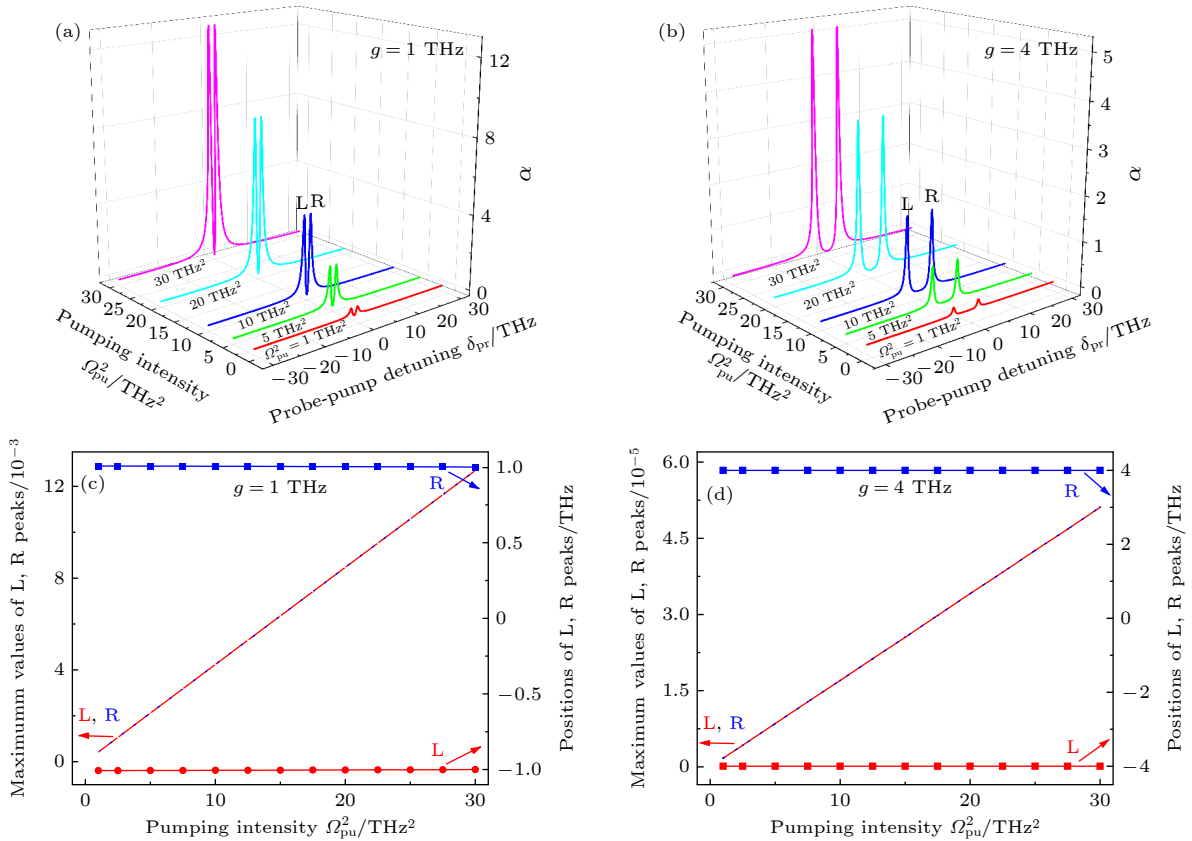 (a)
g = 1 THz
12
8
4
0
α
L R
30 THz²
20 THz²
10 THz²
5 THz²
Ω²pu = 1 THz²
30
25
20
15
10
5
0
Pumping intensity
Ω²pu/THz²
−30
−20
−10
0
10
20
30
Probe-pump detuning δpr/THz
(b)
g = 4 THz
5
4
3
2
1
0
α
L R
30 THz²
20 THz²
10 THz²
5 THz²
Ω²pu = 1 THz²
30
25
20
15
10
5
0
Pumping intensity
Ω²pu/THz²
−30
−20
−10
0
10
20
30
Probe-pump detuning δpr/THz
(c)
g = 1 THz
R
L, R
L
12
8
4
0
Maximumm values of L, R peaks/10⁻³
1.0
0.5
0
−0.5
−1.0
Positions of L, R peaks/THz
0 10 20 30
Pumping intensity Ω²pu/THz²
(d)
g = 4 THz
R
L, R
L
6.0
4.5
3.0
1.5
0
Maximum values of L, R peaks/10⁻⁵
4
2
0
−2
−4
Positions of L, R peaks/THz
0 10 20 30
Pumping intensity Ω²pu/THz²